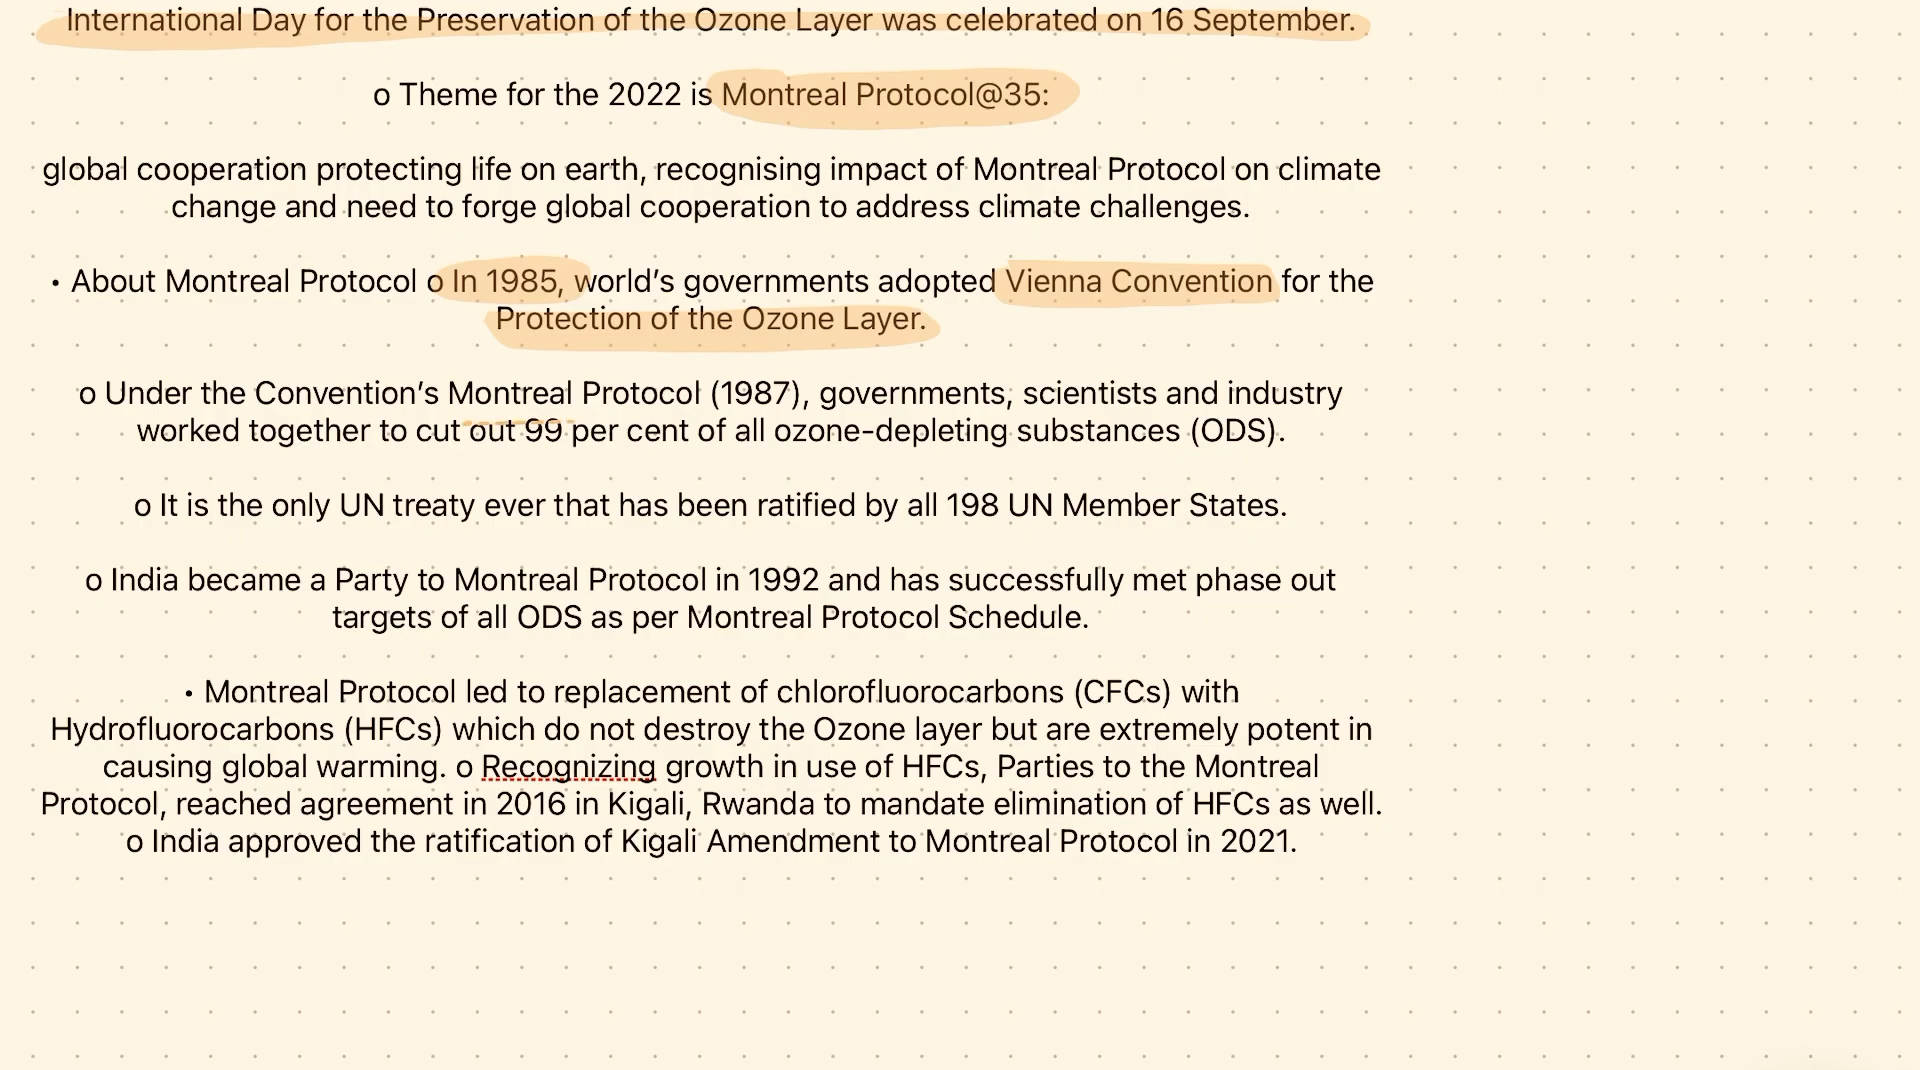 International Day for the Preservation of the Ozone Layer was celebrated on 16 September.
o Theme for the 2022 is Montreal Protocol@35:
global cooperation protecting life on earth, recognising impact of Montreal Protocol on climate
change and need to forge global cooperation to address climate challenges.
• About Montreal Protocol o In 1985, world's governments adopted Vienna Convention for the
Protection of the Ozone Layer.
o Under the Convention's Montreal Protocol (1987), governments, scientists and industry
worked together to cut out 99 per cent of all ozone-depleting substances (ODS).
o It is the only UN treaty ever that has been ratified by all 198 UN Member States.
o India became a Party to Montreal Protocol in 1992 and has successfully met phase out
targets of all ODS as per Montreal Protocol Schedule.
• Montreal Protocol led to replacement of chlorofluorocarbons (CFCs) with
Hydrofluorocarbons (HFCs) which do not destroy the Ozone layer but are extremely potent in
causing global warming. o Recognizing growth in use of HFCs, Parties to the Montreal
Protocol, reached agreement in 2016 in Kigali, Rwanda to mandate elimination of HFCs as well.
o India approved the ratification of Kigali Amendment to Montreal Protocol in 2021.